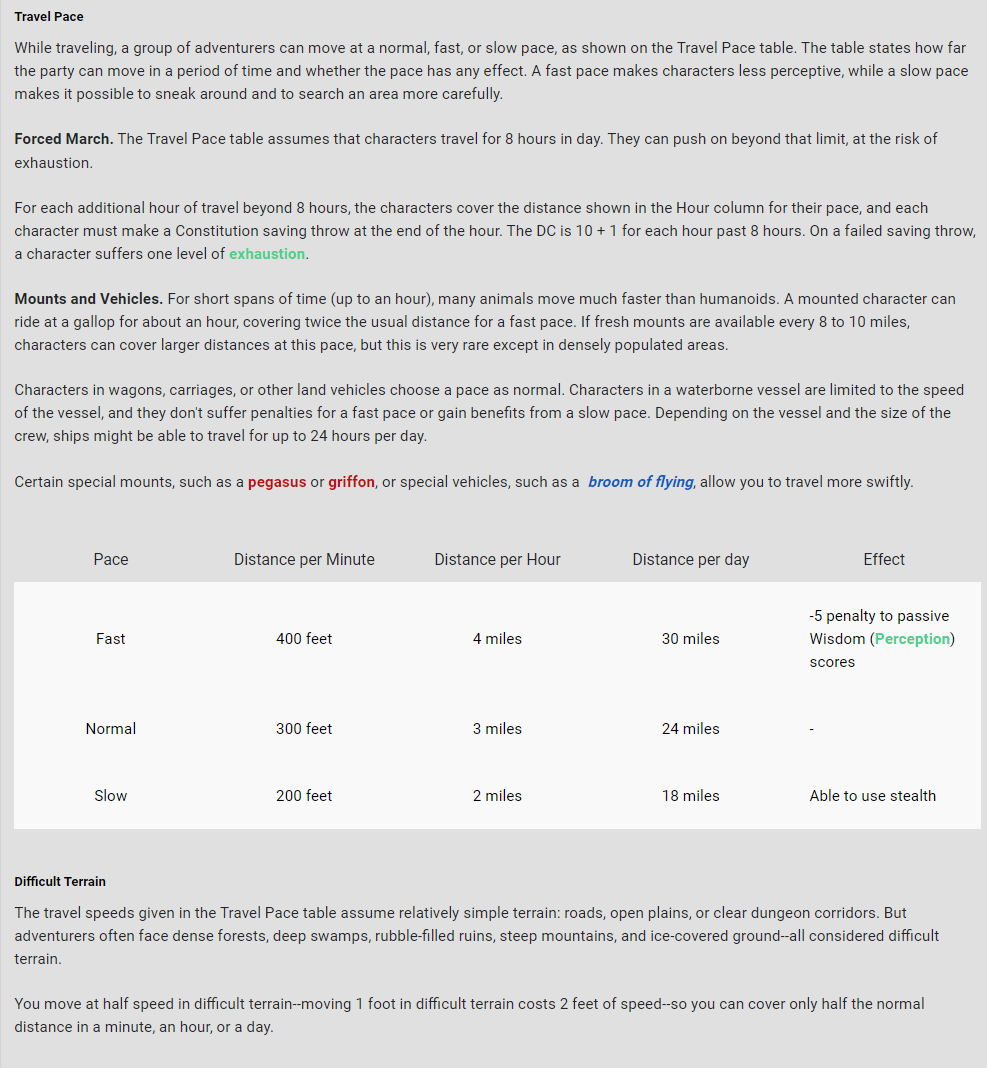 Travel Pace
While traveling, a group of adventurers can move at a normal, fast, or slow pace, as shown on the Travel Pace table. The table states how far
the party can move in a period of time and whether the pace has any effect. A fast pace makes characters less perceptive, while a slow pace
makes it possible to sneak around and to search an area more carefully.
Forced March. The Travel Pace table assumes that characters travel for 8 hours in day. They can push on beyond that limit, at the risk of
exhaustion.
For each additional hour of travel beyond 8 hours, the characters cover the distance shown in the Hour column for their pace, and each
character must make a Constitution saving throw at the end of the hour. The DC is 10 + 1 for each hour past 8 hours. On a failed saving throw,
a character suffers one level of exhaustion.
Mounts and Vehicles. For short spans of time (up to an hour), many animals move much faster than humanoids. A mounted character can
ride at a gallop for about an hour, covering twice the usual distance for a fast pace. If fresh mounts are available every 8 to 10 miles,
characters can cover larger distances at this pace, but this is very rare except in densely populated areas.
Characters in wagons, carriages, or other land vehicles choose a pace as normal. Characters in a waterborne vessel are limited to the speed
of the vessel, and they don't suffer penalties for a fast pace or gain benefits from a slow pace. Depending on the vessel and the size of the
crew, ships might be able to travel for up to 24 hours per day.
Certain special mounts, such as a pegasus or griffon, or special vehicles, such as a broom of flying, allow you to travel more swiftly.
Pace Distance per Minute Distance per Hour Distance per day Effect
-5 penalty to passive
Fast 400 feet 4 miles 30 miles Wisdom (Perception)
scores
Normal 300 feet 3 miles 24 miles -
Slow 200 feet 2 miles 18 miles Able to use stealth
Difficult Terrain
The travel speeds given in the Travel Pace table assume relatively simple terrain: roads, open plains, or clear dungeon corridors. But
adventurers often face dense forests, deep swamps, rubble-filled ruins, steep mountains, and ice-covered ground--all considered difficult
terrain.
You move at half speed in difficult terrain--moving 1 foot in difficult terrain costs 2 feet of speed--so you can cover only half the normal
distance in a minute, an hour, or a day.